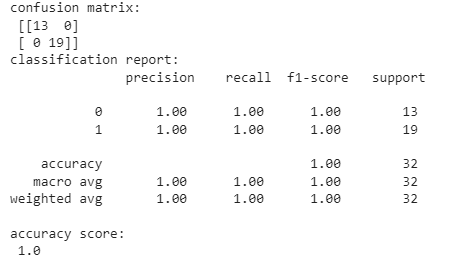 confusion matrix:
[[13 0]
[ 0 19]]
classification report:
precision recall f1-score support
0 1.00 1.00 1.00 13
1 1.00 1.00 1.00 19
accuracy 1.00 32
macro avg 1.00 1.00 1.00 32
weighted avg 1.00 1.00 1.00 32
accuracy score:
1.0